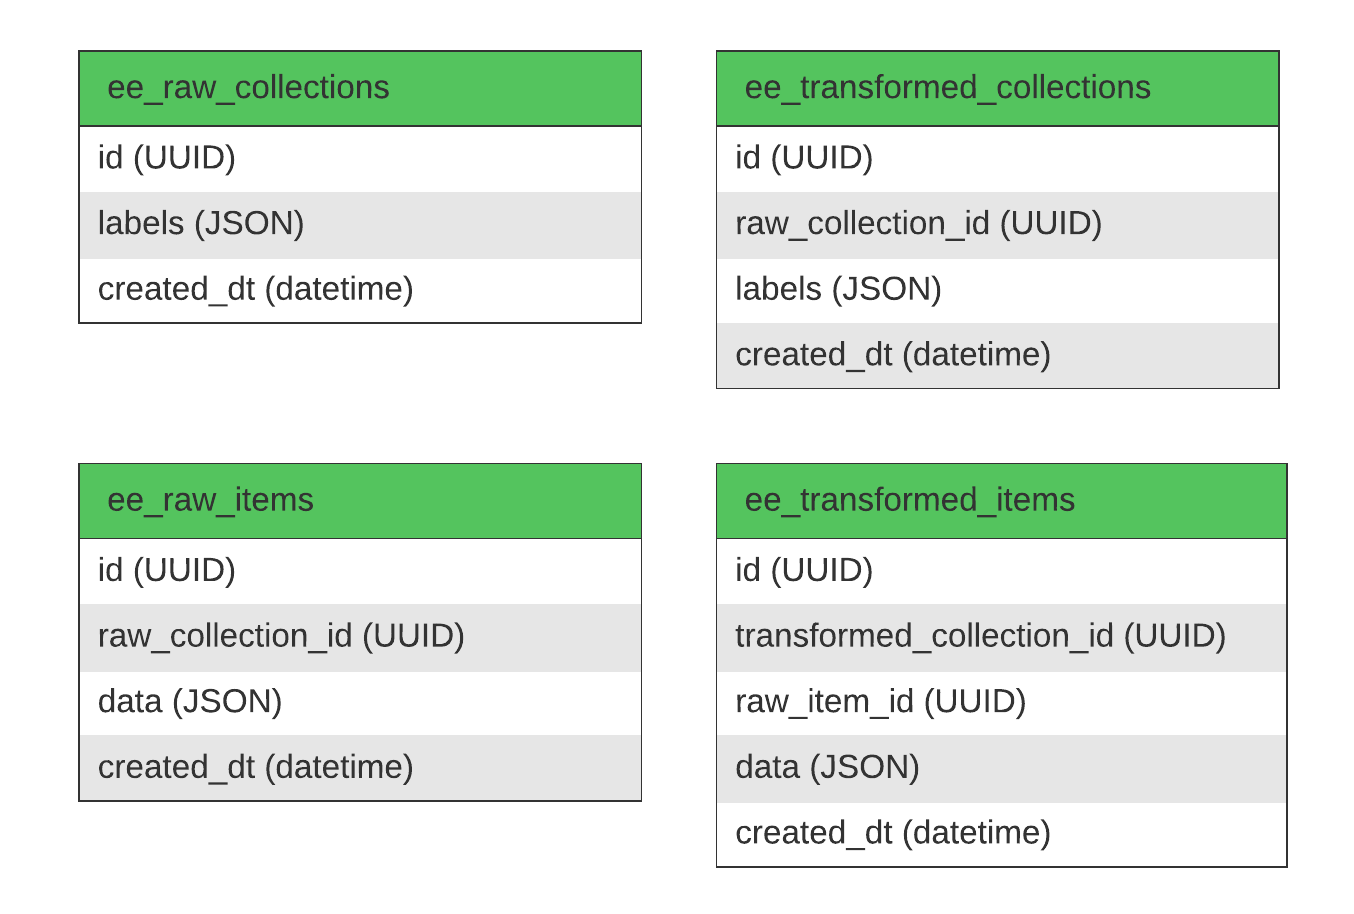 ee_raw_collections
id (UUID)
labels (JSON)
created_dt (datetime)
ee_transformed_collections
id (UUID)
raw_collection_id (UUID)
labels (JSON)
created_dt (datetime)
ee_raw_items
id (UUID)
raw_collection_id (UUID)
data (JSON)
created_dt (datetime)
ee_transformed_items
id (UUID)
transformed_collection_id (UUID)
raw_item_id (UUID)
data (JSON)
created_dt (datetime)